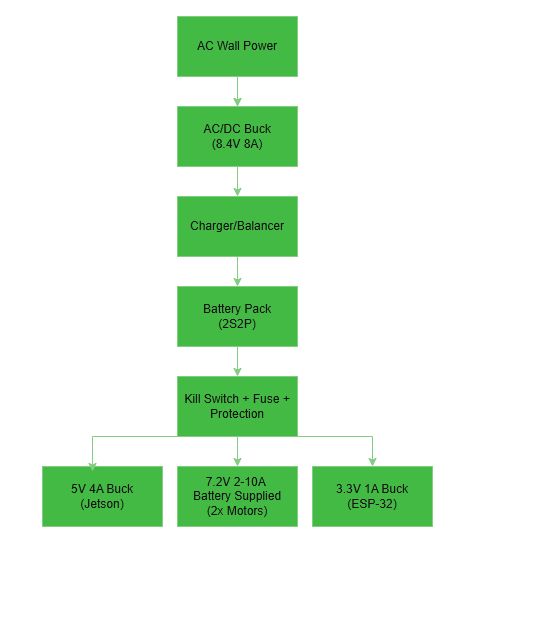 AC Wall Power
AC/DC Buck
(8.4V 8A)
Charger/Balancer
Battery Pack
(2S2P)
Kill Switch + Fuse +
Protection
5V 4A Buck
(Jetson)
7.2V 2-10A
Battery Supplied
(2x Motors)
3.3V 1A Buck
(ESP-32)